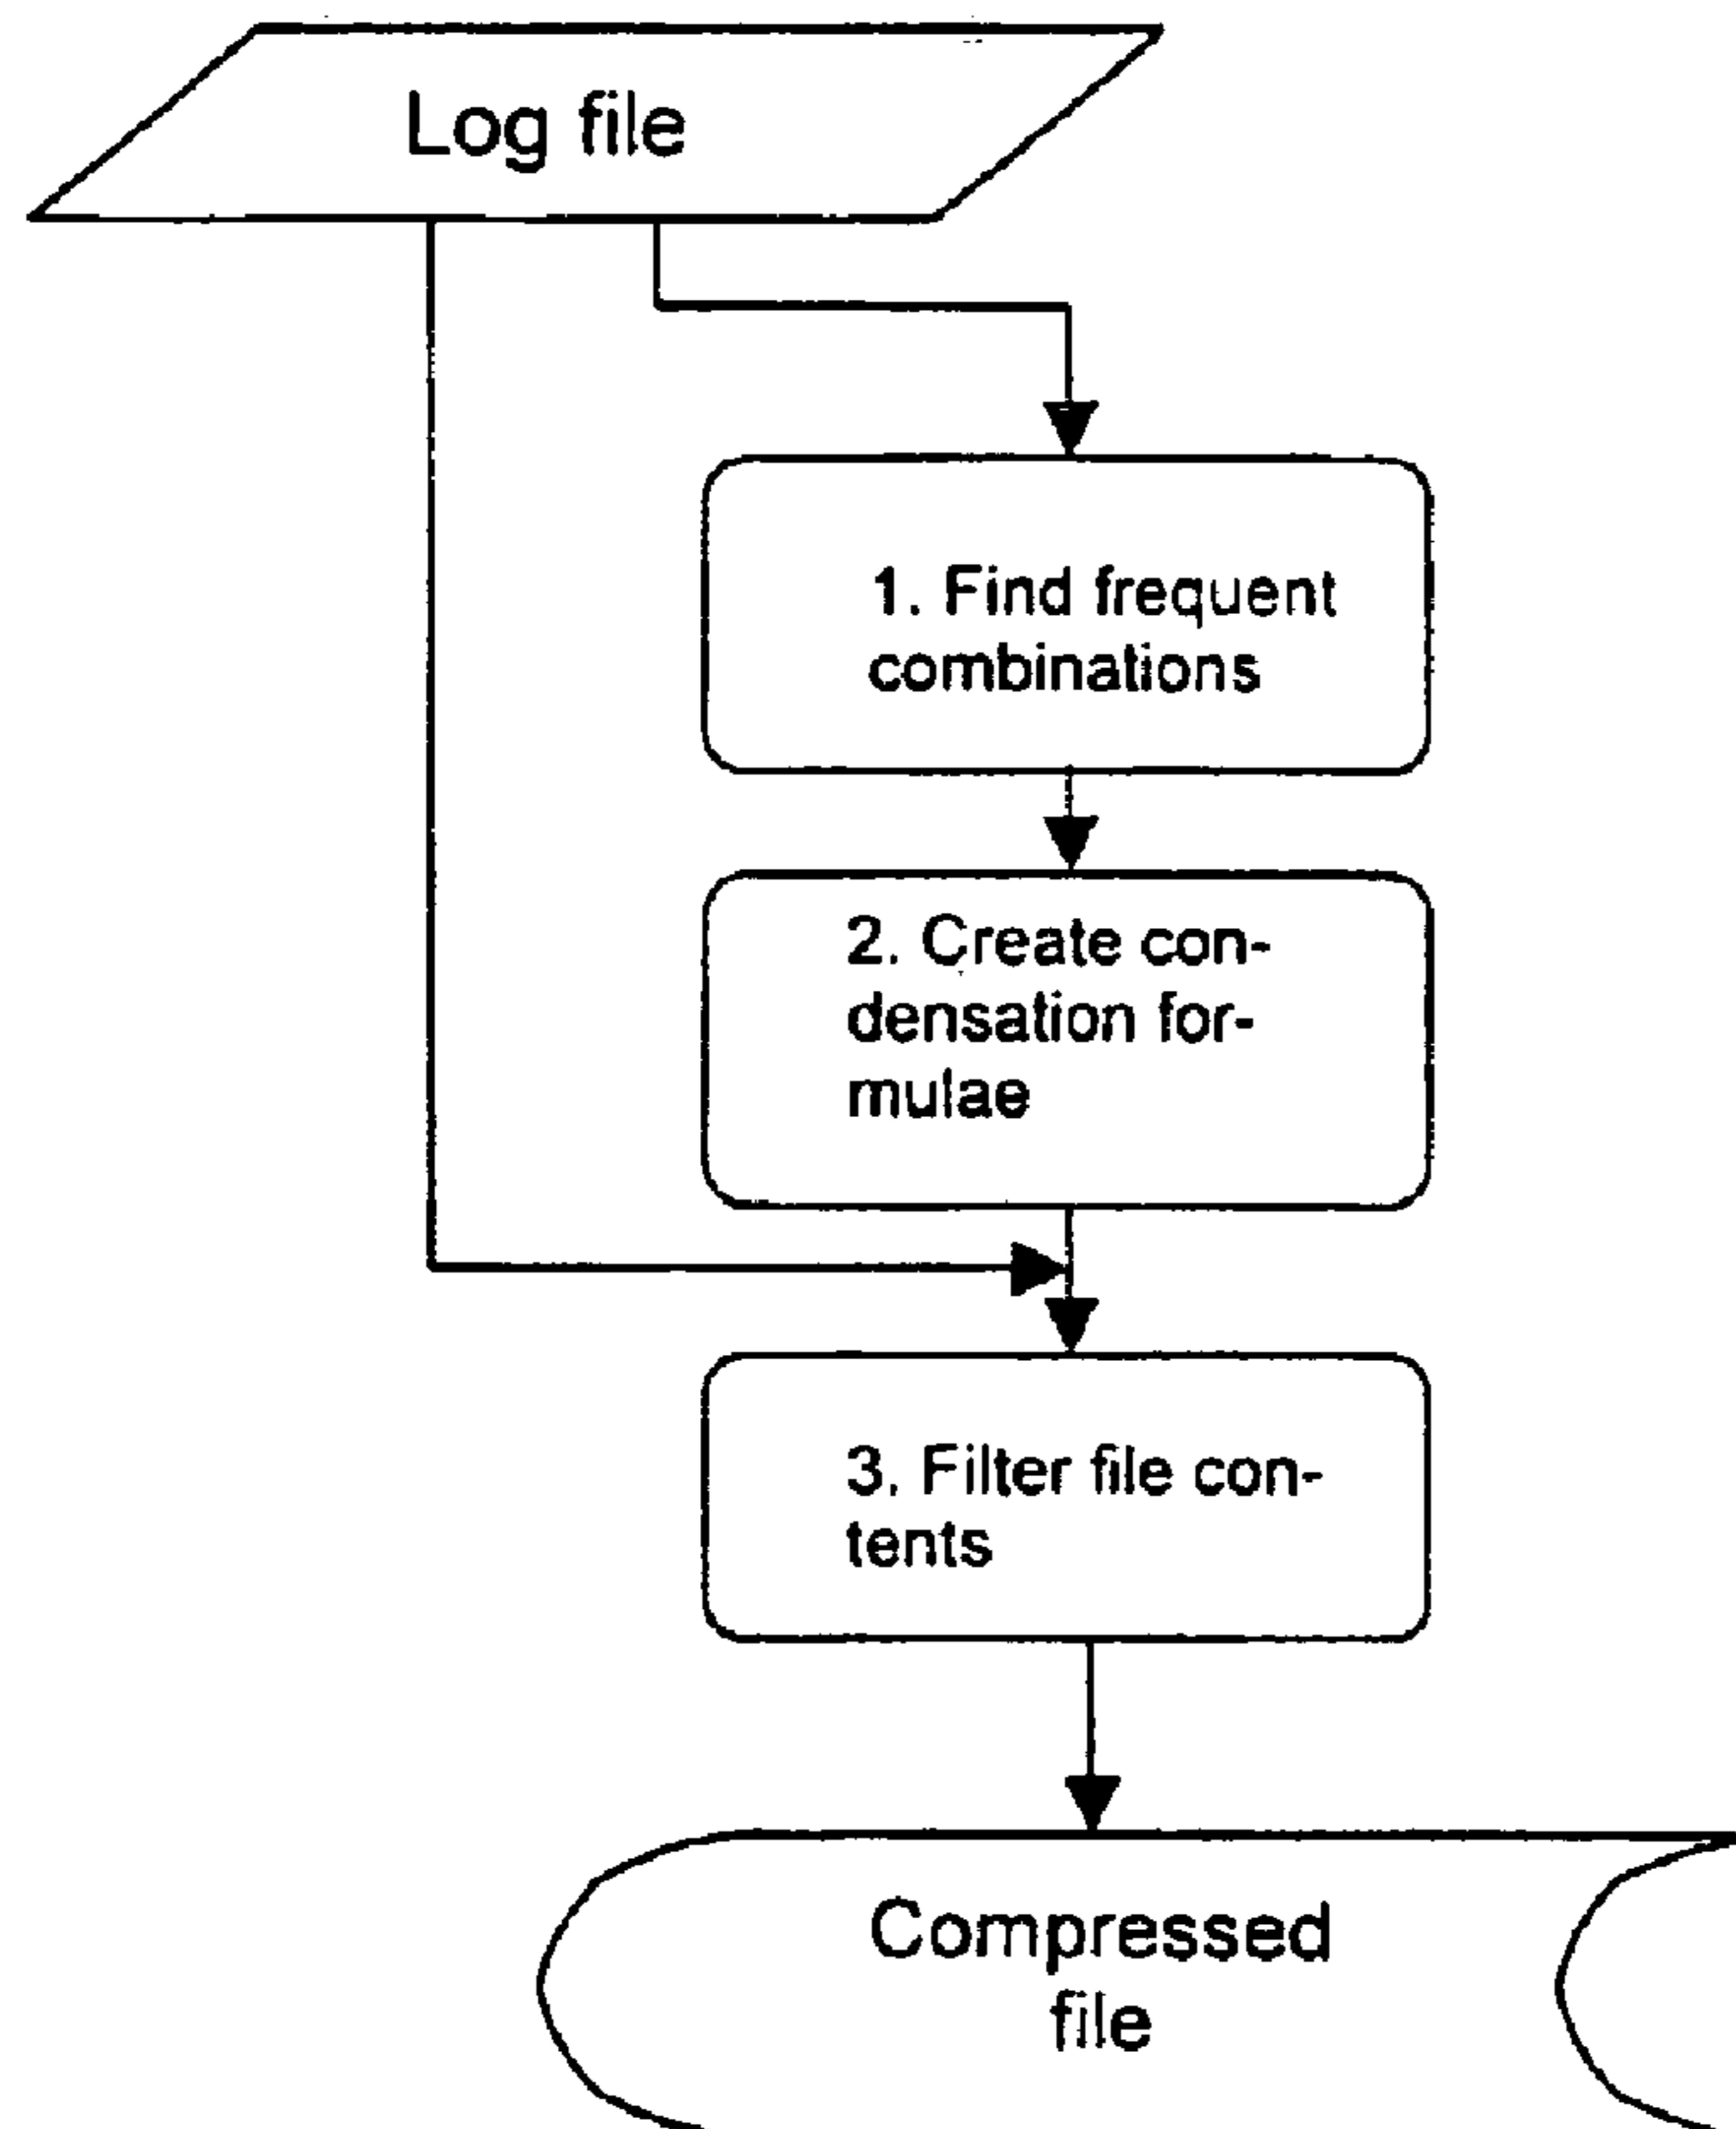 Log file
1. Find frequent
combinations
2. Create con-
densation for-
mulae
3. Filter file con-
tents
Compressed
file